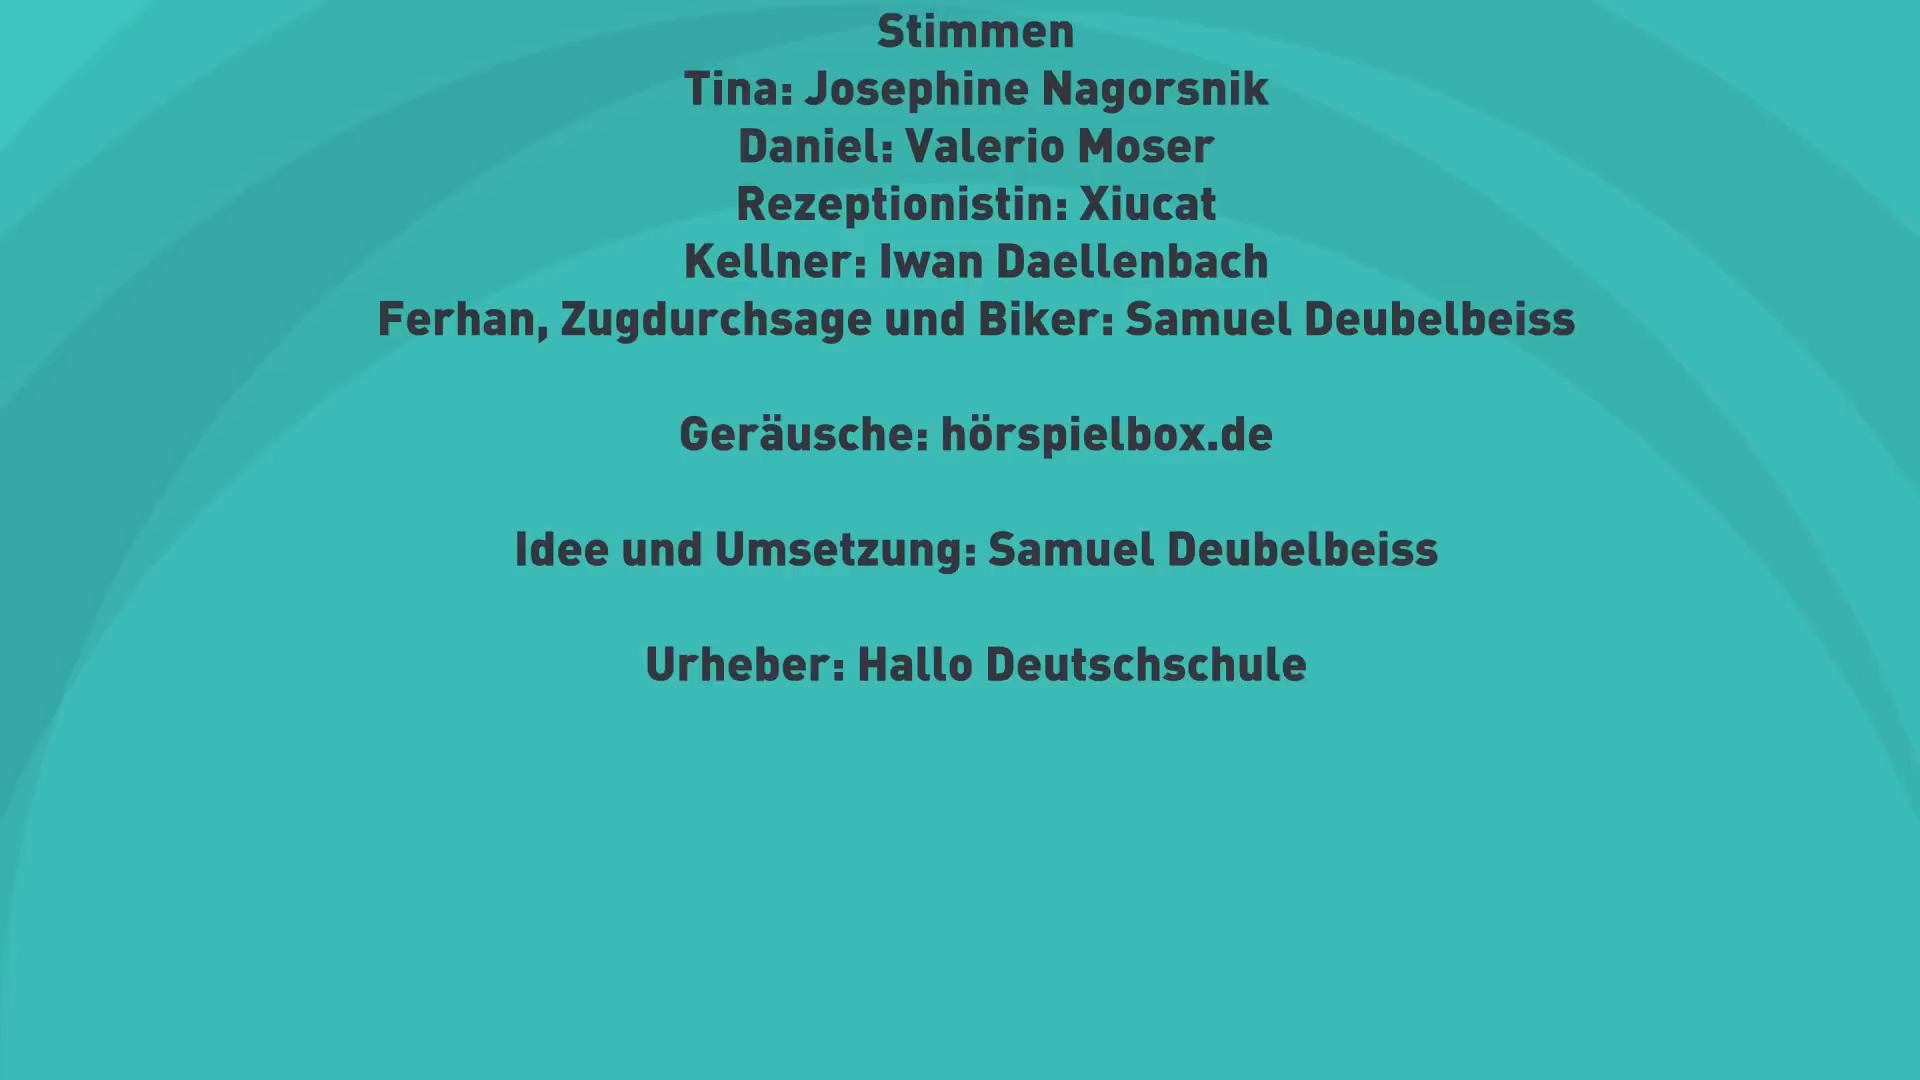 Stimmen
Tina: Josephine Nagorsnik
Daniel: Valerio Moser
Rezeptionistin: Xiucat
Kellner: Iwan Daellenbach
Ferhan, Zugdurchsage und Biker: Samuel Deubelbeiss
Geräusche: hörspielbox.de
Idee und Umsetzung: Samuel Deubelbeiss
Urheber: Hallo Deutschschule